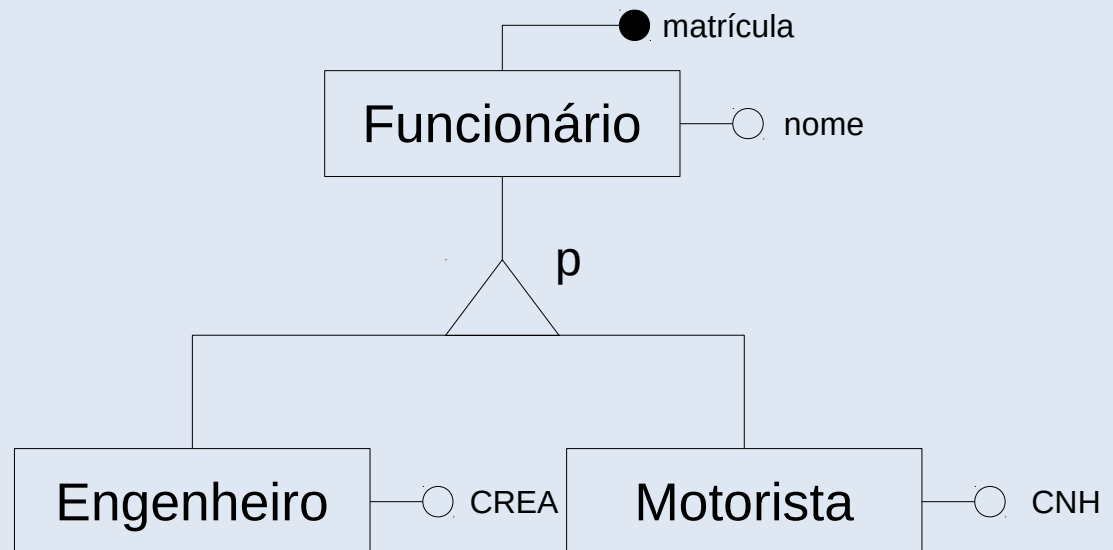 matrícula
Funcionário
nome
p
Engenheiro
CREA
Motorista
CNH